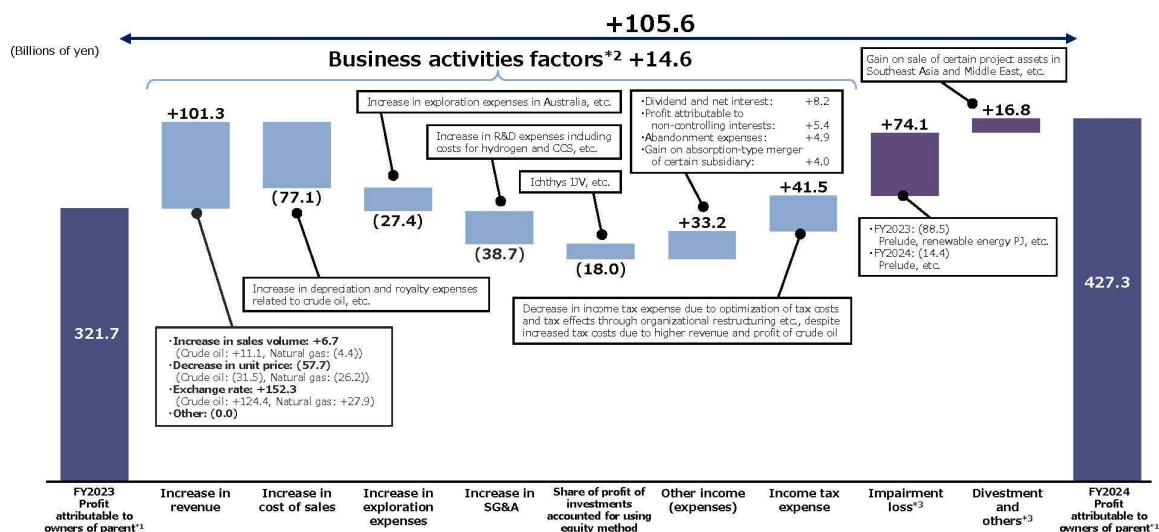 +105.6
(Billions of yen)
Business activities factors*2 +14.6
Gain on sale of certain project assets in
Southeast Asia and Middle East, etc.
+101.3
Increase in exploration expenses in Australia, etc.
・Dividend and net interest: +8.2
・Profit attributable to
non-controlling interests: +5.4
・Abandonment expenses: +4.9
・Gain on absorption-type merger
of certain subsidiary: +4.0
+74.1
+16.8
Increase in R&D expenses including
costs for hydrogen and CCS, etc.
Ichthys IJV, etc.
(77.1)
(27.4)
(38.7)
(18.0)
+33.2
+41.5
・FY2023: (88.5)
Prelude, renewable energy PJ, etc.
・FY2024: (14.4)
Prelude, etc.
Increase in depreciation and royalty expenses
related to crude oil, etc.
Decrease in income tax expense due to optimization of tax costs
and tax effects through organizational restructuring etc., despite
increased tax costs due to higher revenue and profit of crude oil
321.7
427.3
・Increase in sales volume: +6.7
(Crude oil: +11.1, Natural gas: (4.4))
・Decrease in unit price: (57.7)
(Crude oil: (31.5), Natural gas: (26.2))
・Exchange rate: +152.3
(Crude oil: +124.4, Natural gas: +27.9)
・Other: (0.0)
FY2023
Profit
attributable to
owners of parent*1
Increase in
revenue
Increase in
cost of sales
Increase in
exploration
expenses
Increase in
SG&A
Share of profit of
investments
accounted for using
equity method
Other income
(expenses)
Income tax
expense
Impairment
loss*3
Divestment
and
others*3
FY2024
Profit
attributable to
owners of parent*1